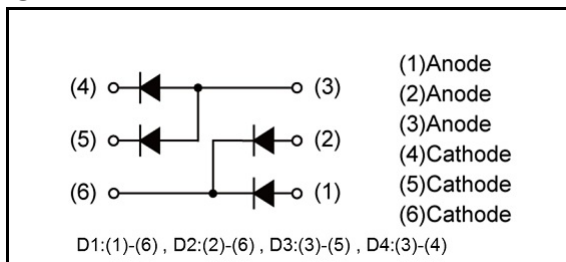 (4) (3)
(5) (2)
(6) (1)
(1)Anode
(2)Anode
(3)Anode
(4)Cathode
(5)Cathode
(6)Cathode
D1:(1)-(6) , D2:(2)-(6) , D3:(3)-(5) , D4:(3)-(4)